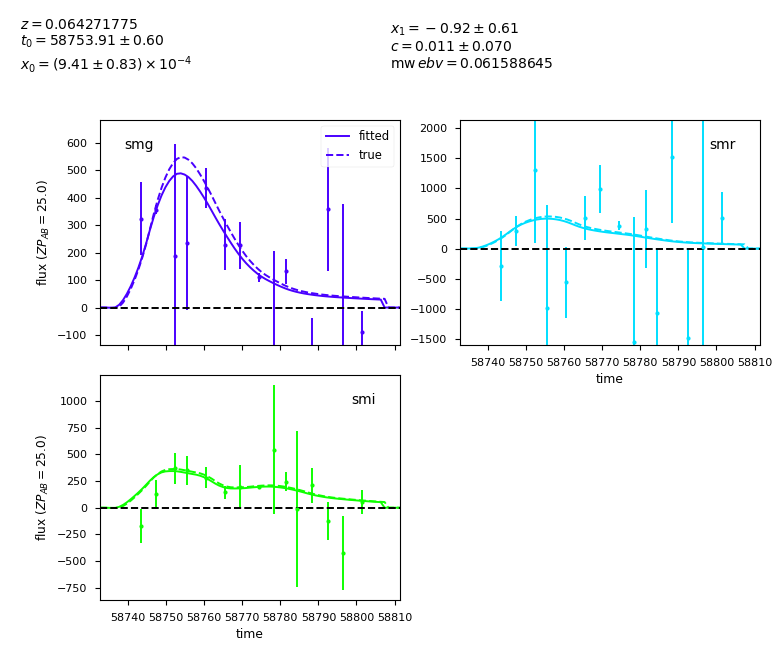 z = 0.064271775
t₀ = 58753.91 ± 0.60
x₀ = (9.41 ± 0.83) × 10⁻⁴
x₁ = −0.92 ± 0.61
c = 0.011 ± 0.070
mw ebv = 0.061588645
smg
fitted
true
600
500
400
300
200
100
0
−100
flux (ZP_AB = 25.0)
smr
2000
1500
1000
500
0
−500
−1000
−1500
58740 58750 58760 58770 58780 58790 58800 58810
time
smi
1000
750
500
250
0
−250
−500
−750
flux (ZP_AB = 25.0)
58740 58750 58760 58770 58780 58790 58800 58810
time